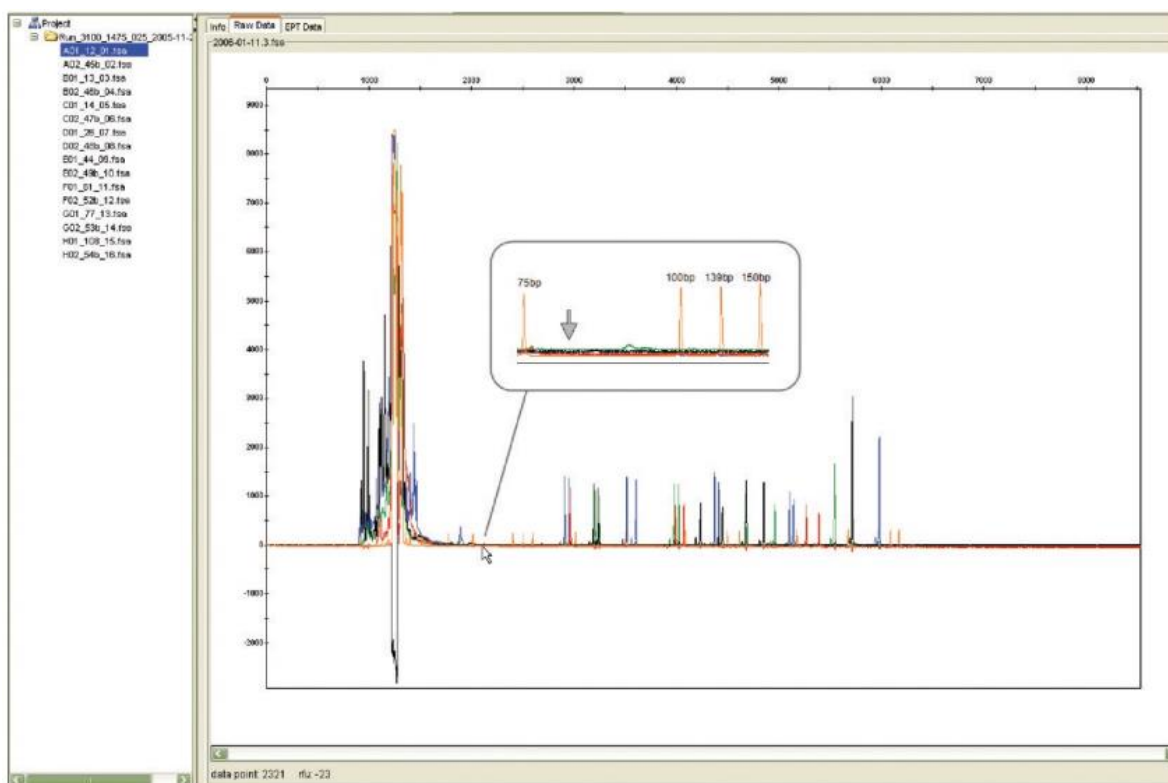 Project
Run_3100_1475_025_2005-11-2
A01_12_01.fsa
A02_45b_02.fsa
B01_13_03.fsa
B02_46b_04.fsa
C01_14_05.fsa
C02_47b_06.fsa
D01_26_07.fsa
D02_48b_08.fsa
E01_44_09.fsa
E02_49b_10.fsa
F01_61_11.fsa
F02_52b_12.fsa
G01_77_13.fsa
G02_53b_14.fsa
H01_108_15.fsa
H02_54b_16.fsa
Info Raw Data EPT Data
2006-01-11.3.fsa
0 1000 2000 3000 4000 5000 6000 7000 8000
9000
8000
7000
6000
5000
4000
3000
2000
1000
0
-1000
-2000
75bp 100bp 139bp 150bp
data point: 2321 rfu: -23